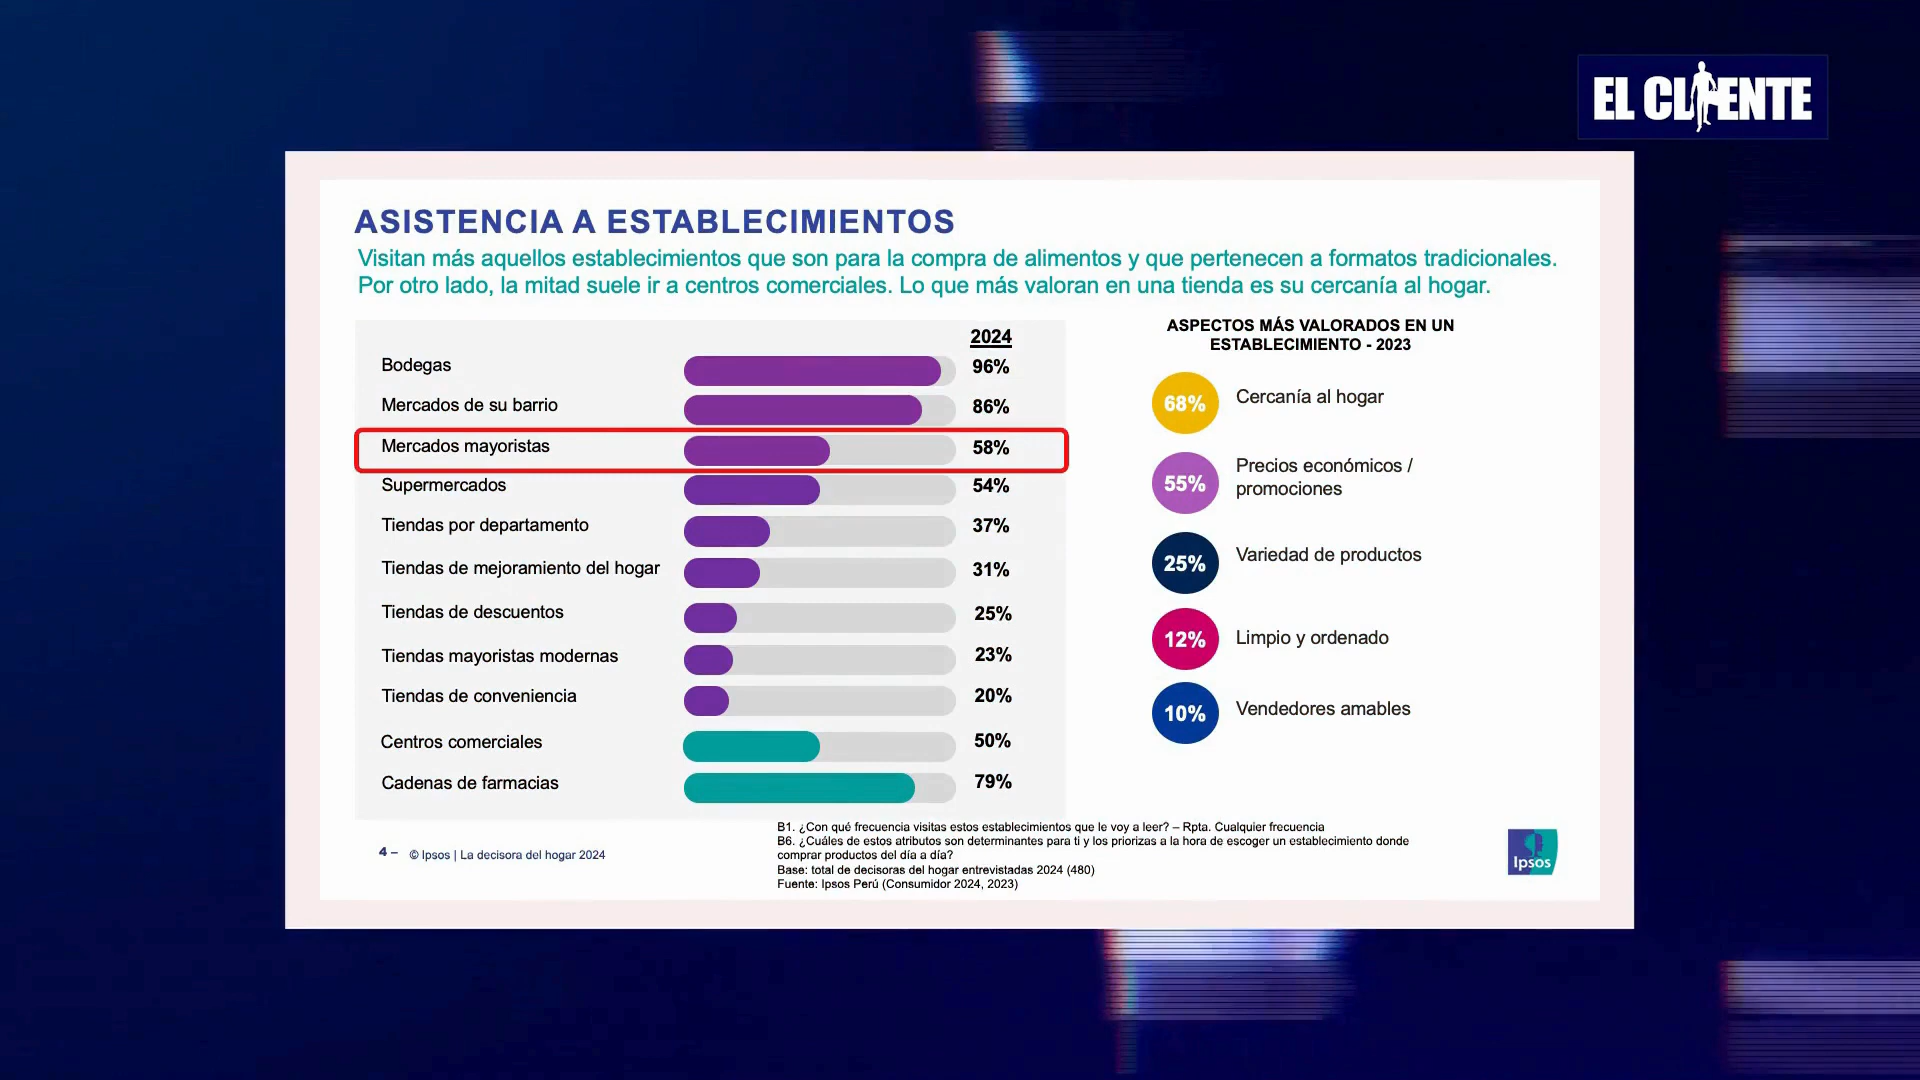 EL CLIENTE
ASISTENCIA A ESTABLECIMIENTOS
Visitan más aquellos establecimientos que son para la compra de alimentos y que pertenecen a formatos tradicionales.
Por otro lado, la mitad suele ir a centros comerciales. Lo que más valoran en una tienda es su cercanía al hogar.
2024
Bodegas 96%
Mercados de su barrio 86%
Mercados mayoristas 58%
Supermercados 54%
Tiendas por departamento 37%
Tiendas de mejoramiento del hogar 31%
Tiendas de descuentos 25%
Tiendas mayoristas modernas 23%
Tiendas de conveniencia 20%
Centros comerciales 50%
Cadenas de farmacias 79%
ASPECTOS MÁS VALORADOS EN UN
ESTABLECIMIENTO - 2023
68% Cercanía al hogar
55% Precios económicos /
promociones
25% Variedad de productos
12% Limpio y ordenado
10% Vendedores amables
B1. ¿Con qué frecuencia visitas estos establecimientos que le voy a leer? – Rpta. Cualquier frecuencia
B6. ¿Cuáles de estos atributos son determinantes para ti y los priorizas a la hora de escoger un establecimiento donde
comprar productos del día a día?
Base: total de decisoras del hogar entrevistadas 2024 (480)
Fuente: Ipsos Perú (Consumidor 2024, 2023)
4 – © Ipsos | La decisora del hogar 2024
Ipsos